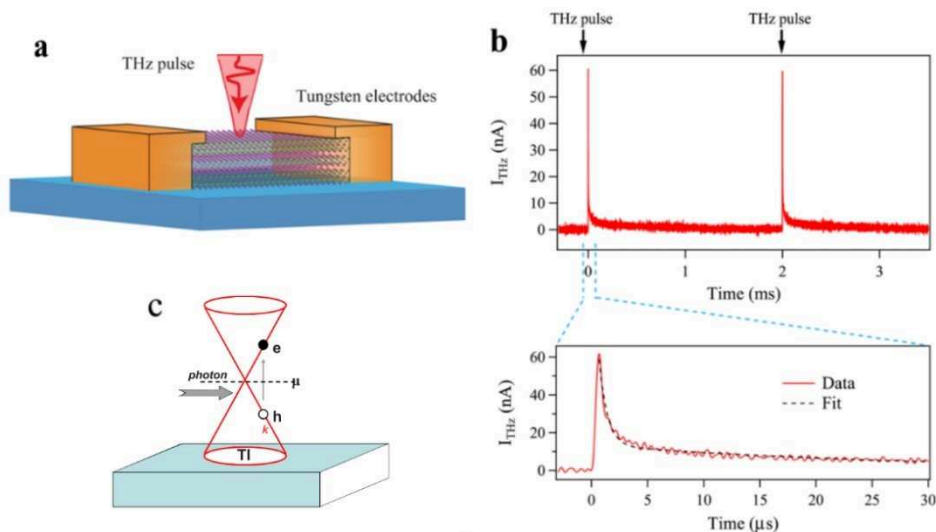 a
THz pulse
Tungsten electrodes
b
THz pulse THz pulse
60
50
40
30
20
10
0
I_THz (nA)
0 1 2 3
Time (ms)
60
40
20
0
I_THz (nA)
Data
Fit
0 5 10 15 20 25 30
Time (μs)
c
e
photon
μ
h
k
TI